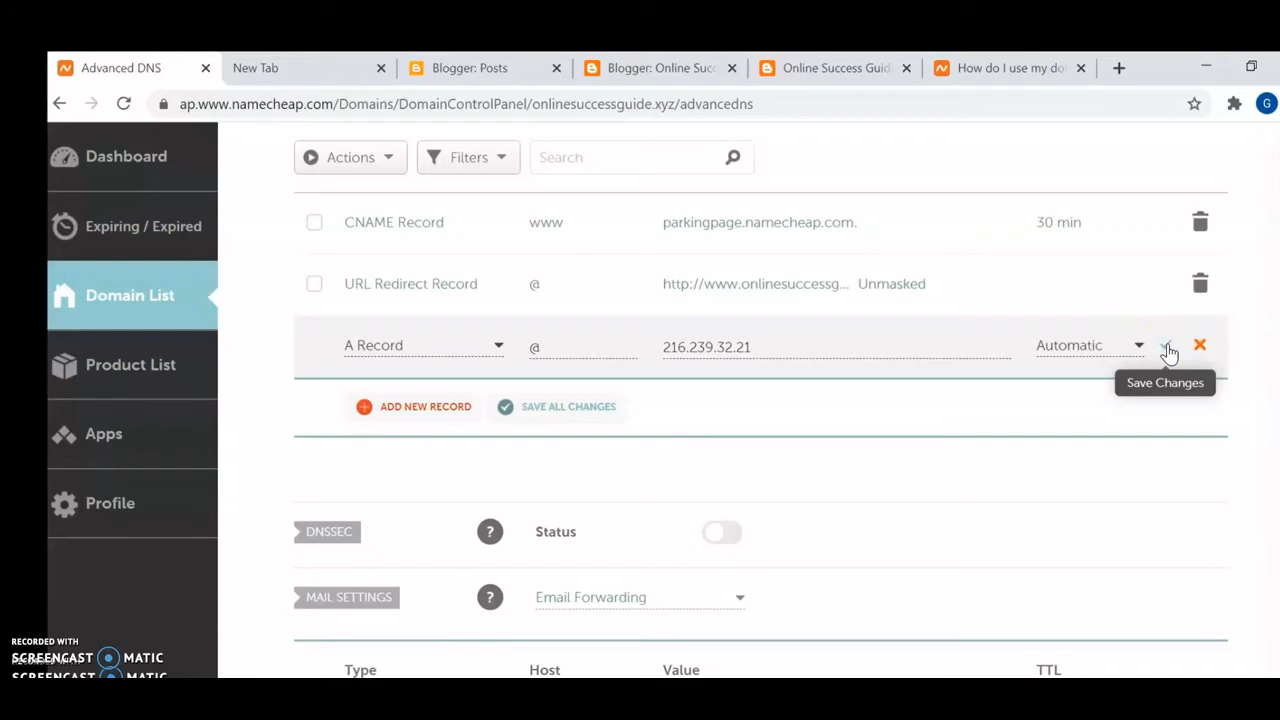 Advanced DNS
New Tab
Blogger: Posts
Blogger: Online Succ
Online Success Guid
How do I use my do
ap.www.namecheap.com/Domains/DomainControlPanel/onlinesuccessguide.xyz/advancedns
G
Dashboard
Expiring / Expired
Domain List
Product List
Apps
Profile
Actions
Filters
Search
CNAME Record www parkingpage.namecheap.com. 30 min
URL Redirect Record @ http://www.onlinesuccessg... Unmasked
A Record @ 216.239.32.21 Automatic
Save Changes
ADD NEW RECORD
SAVE ALL CHANGES
DNSSEC ? Status
MAIL SETTINGS ? Email Forwarding
Type Host Value TTL
RECORDED WITH
SCREENCAST MATIC
SCREENCAST MATIC